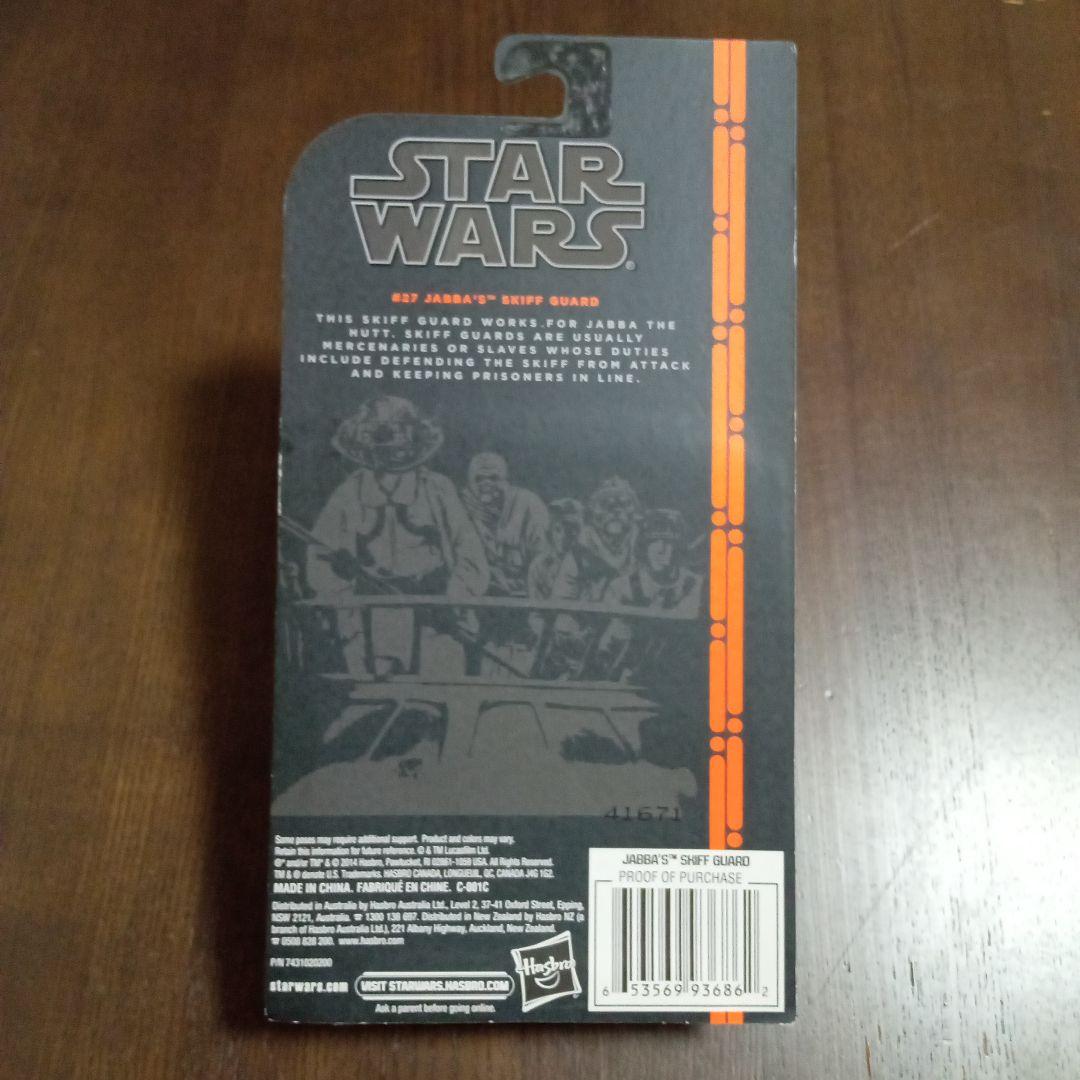 STAR
WARS®
#27 JABBA'S™ SKIFF GUARD
THIS SKIFF GUARD WORKS FOR JABBA THE
HUTT. SKIFF GUARDS ARE USUALLY
MERCENARIES OR SLAVES WHOSE DUTIES
INCLUDE DEFENDING THE SKIFF FROM ATTACK
AND KEEPING PRISONERS IN LINE.
41671
Some poses may require additional support. Product and colors may vary.
Retain this information for future reference. © & TM Lucasfilm Ltd.
®* and/or TM* & © 2014 Hasbro, Pawtucket, RI 02861-1059 USA. All Rights Reserved.
TM & ® denote U.S. Trademarks. HASBRO CANADA, LONGUEUIL, QC, CANADA J4G 1G2.
MADE IN CHINA. FABRIQUÉ EN CHINE. C-001C
Distributed in Australia by Hasbro Australia Ltd., Level 2, 37-41 Oxford Street, Epping,
NSW 2121, Australia. ☎ 1300 138 697. Distributed in New Zealand by Hasbro NZ (a
branch of Hasbro Australia Ltd.), 221 Albany Highway, Auckland, New Zealand.
☎ 0508 828 200. www.hasbro.com
P/N 7431020200
starwars.com
VISIT STARWARS.HASBRO.COM
Ask a parent before going online.
Hasbro
JABBA'S™ SKIFF GUARD
PROOF OF PURCHASE
6 53569 93686 2